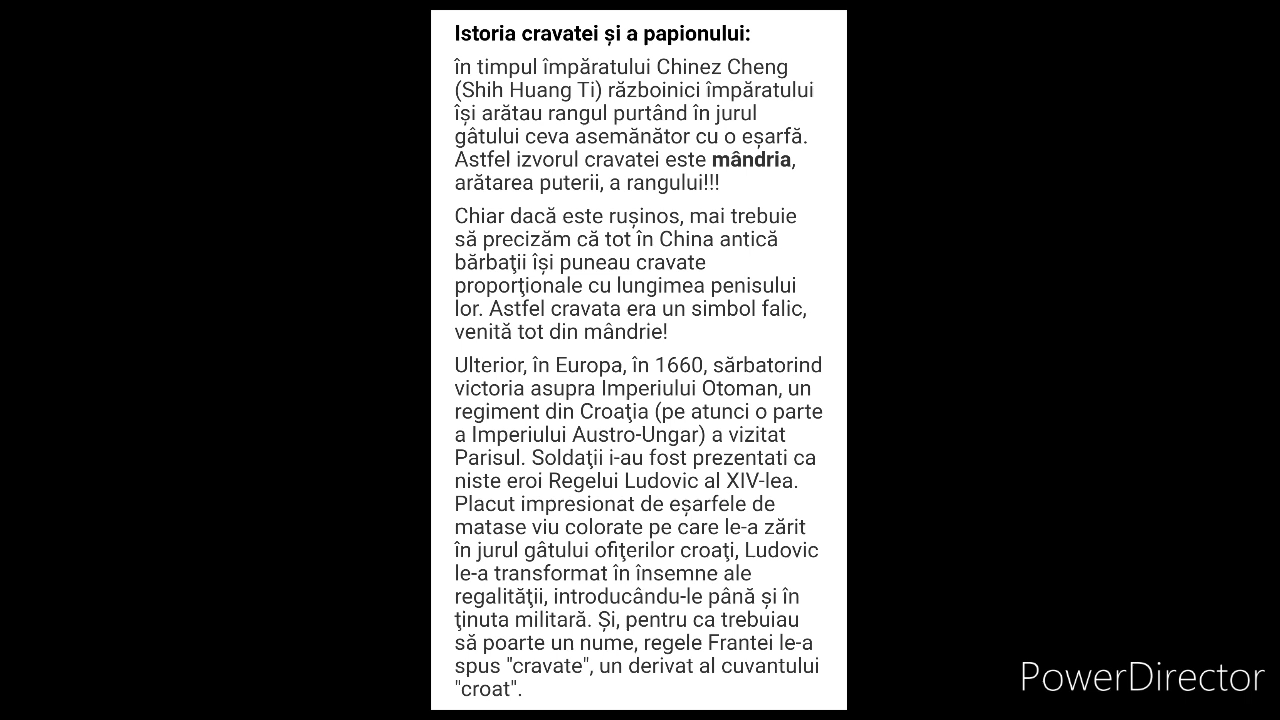 Istoria cravatei și a papionului:
în timpul împăratului Chinez Cheng
(Shih Huang Ti) războinici împăratului
își arătau rangul purtând în jurul
gâtului ceva asemănător cu o eșarfă.
Astfel izvorul cravatei este mândria,
arătarea puterii, a rangului!!!
Chiar dacă este rușinos, mai trebuie
să precizăm că tot în China antică
bărbaţii își puneau cravate
proporţionale cu lungimea penisului
lor. Astfel cravata era un simbol falic,
venită tot din mândrie!
Ulterior, în Europa, în 1660, sărbatorind
victoria asupra Imperiului Otoman, un
regiment din Croaţia (pe atunci o parte
a Imperiului Austro-Ungar) a vizitat
Parisul. Soldaţii i-au fost prezentati ca
niste eroi Regelui Ludovic al XIV-lea.
Placut impresionat de eșarfele de
matase viu colorate pe care le-a zărit
în jurul gâtului ofiţerilor croaţi, Ludovic
le-a transformat în însemne ale
regalităţii, introducându-le până și în
ţinuta militară. Și, pentru ca trebuiau
să poarte un nume, regele Frantei le-a
spus "cravate", un derivat al cuvantului
"croat".
PowerDirector